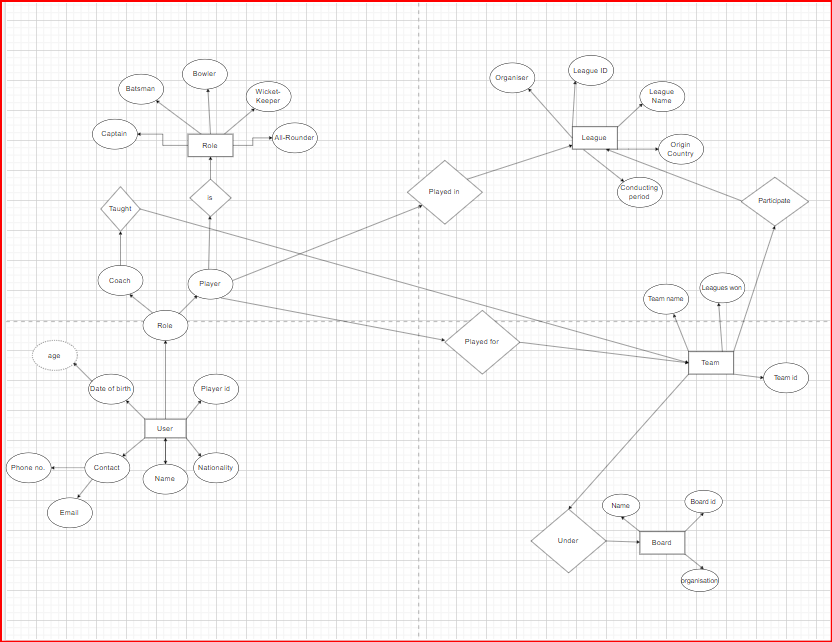 Bowler
Batsman
Wicket-
Keeper
Captain
All-Rounder
Role
Organiser
League ID
League
Name
League
Origin
Country
Conducting
period
Taught
is
Played in
Participate
Coach
Player
Role
Team name
Leagues won
Played for
Team
Team id
age
Date of birth
Player id
User
Phone no.
Contact
Name
Nationality
Email
Name
Board id
Under
Board
organisation